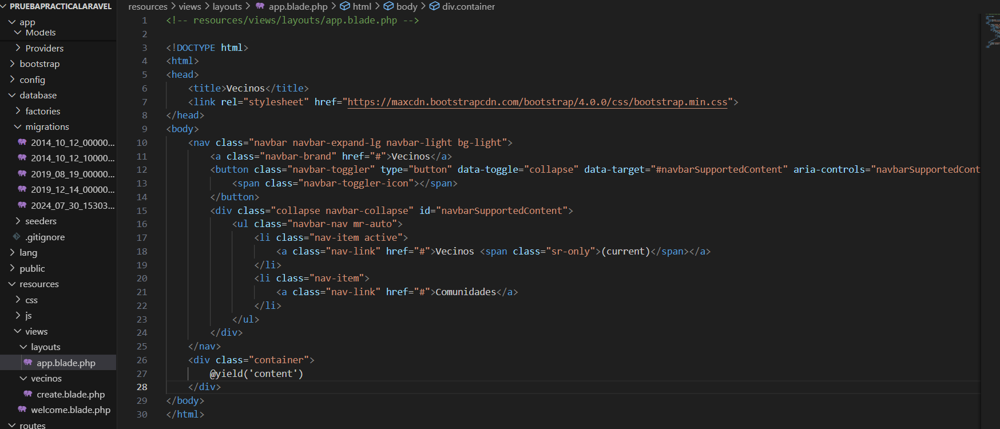 PRUEBAPRACTICALARAVEL
app
Models
Providers
bootstrap
config
database
factories
migrations
2014_10_12_00000...
2014_10_12_10000...
2019_08_19_00000...
2019_12_14_00000...
2024_07_30_15303...
seeders
.gitignore
lang
public
resources
css
js
views
layouts
app.blade.php
vecinos
create.blade.php
welcome.blade.php
routes
resources > views > layouts > app.blade.php > html > body > div.container
1 <!-- resources/views/layouts/app.blade.php -->
2
3 <!DOCTYPE html>
4 <html>
5 <head>
6 <title>Vecinos</title>
7 <link rel="stylesheet" href="https://maxcdn.bootstrapcdn.com/bootstrap/4.0.0/css/bootstrap.min.css">
8 </head>
9 <body>
10 <nav class="navbar navbar-expand-lg navbar-light bg-light">
11 <a class="navbar-brand" href="#">Vecinos</a>
12 <button class="navbar-toggler" type="button" data-toggle="collapse" data-target="#navbarSupportedContent" aria-controls="navbarSupportedCont
13 <span class="navbar-toggler-icon"></span>
14 </button>
15 <div class="collapse navbar-collapse" id="navbarSupportedContent">
16 <ul class="navbar-nav mr-auto">
17 <li class="nav-item active">
18 <a class="nav-link" href="#">Vecinos <span class="sr-only">(current)</span></a>
19 </li>
20 <li class="nav-item">
21 <a class="nav-link" href="#">Comunidades</a>
22 </li>
23 </ul>
24 </div>
25 </nav>
26 <div class="container">
27 @yield('content')
28 </div>
29 </body>
30 </html>